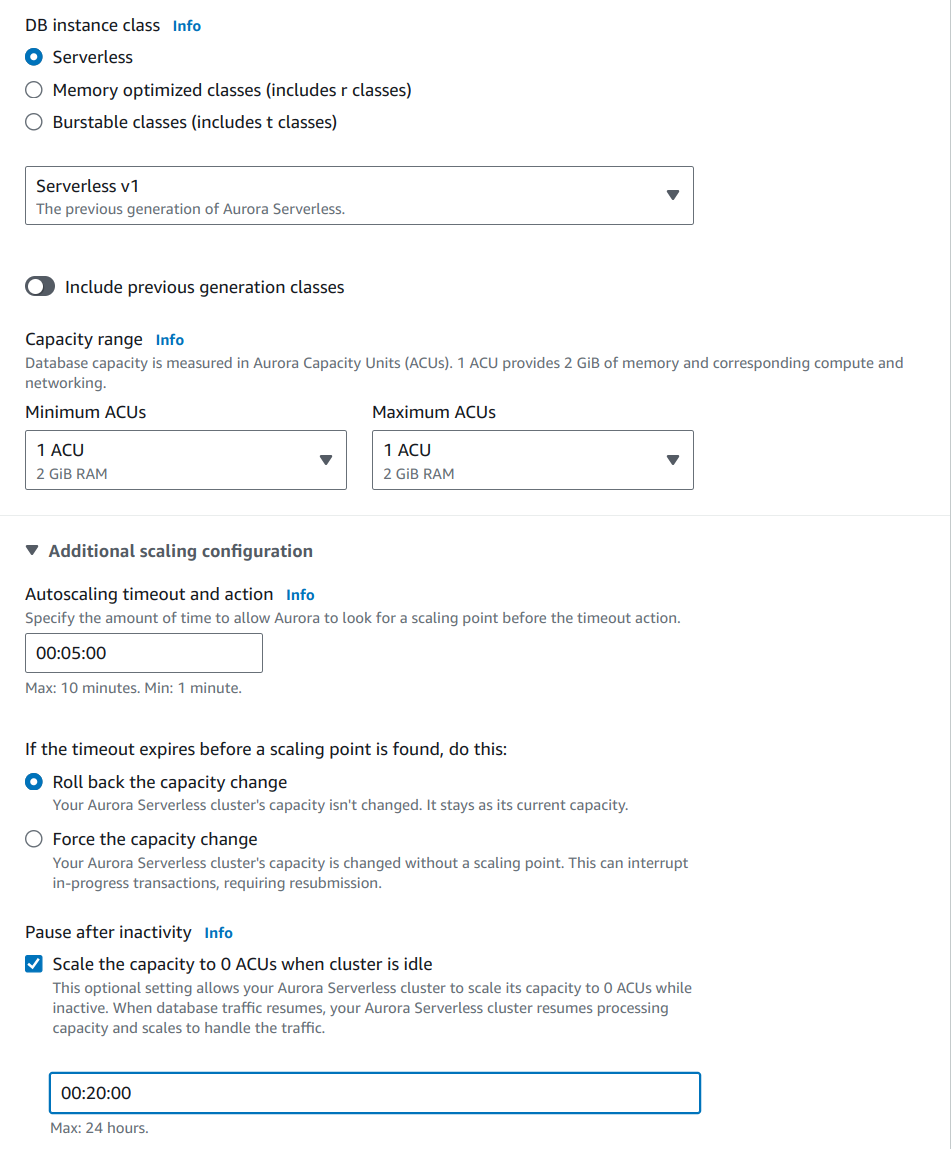 DB instance class Info
Serverless
Memory optimized classes (includes r classes)
Burstable classes (includes t classes)
Serverless v1
The previous generation of Aurora Serverless.
Include previous generation classes
Capacity range Info
Database capacity is measured in Aurora Capacity Units (ACUs). 1 ACU provides 2 GiB of memory and corresponding compute and
networking.
Minimum ACUs Maximum ACUs
1 ACU 1 ACU
2 GiB RAM 2 GiB RAM
Additional scaling configuration
Autoscaling timeout and action Info
Specify the amount of time to allow Aurora to look for a scaling point before the timeout action.
00:05:00
Max: 10 minutes. Min: 1 minute.
If the timeout expires before a scaling point is found, do this:
Roll back the capacity change
Your Aurora Serverless cluster's capacity isn't changed. It stays as its current capacity.
Force the capacity change
Your Aurora Serverless cluster's capacity is changed without a scaling point. This can interrupt
in-progress transactions, requiring resubmission.
Pause after inactivity Info
Scale the capacity to 0 ACUs when cluster is idle
This optional setting allows your Aurora Serverless cluster to scale its capacity to 0 ACUs while
inactive. When database traffic resumes, your Aurora Serverless cluster resumes processing
capacity and scales to handle the traffic.
00:20:00
Max: 24 hours.